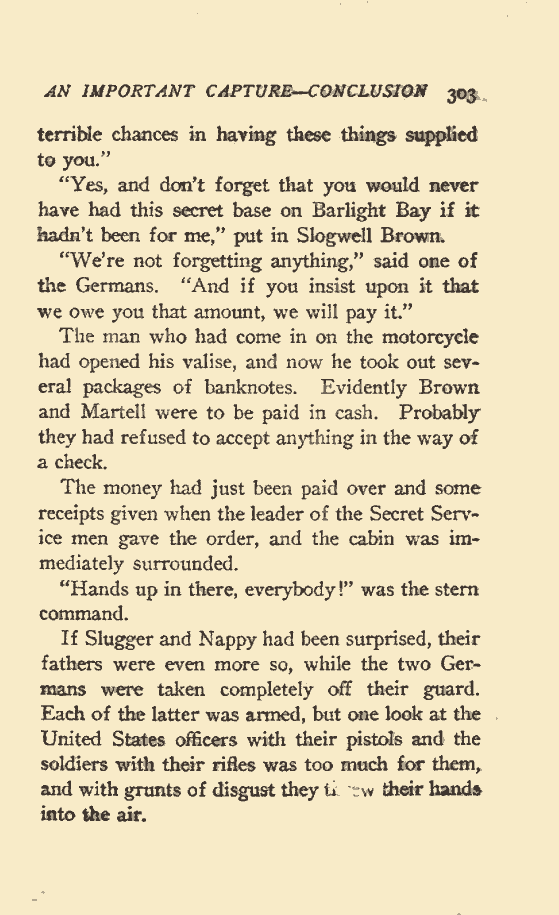 AN IMPORTANT CAPTURE—CONCLUSION 303
terrible chances in having these things supplied
to you."
"Yes, and don't forget that you would never
have had this secret base on Barlight Bay if it
hadn't been for me," put in Slogwell Brown.
"We're not forgetting anything," said one of
the Germans. "And if you insist upon it that
we owe you that amount, we will pay it."
The man who had come in on the motorcycle
had opened his valise, and now he took out sev-
eral packages of banknotes. Evidently Brown
and Martell were to be paid in cash. Probably
they had refused to accept anything in the way of
a check.
The money had just been paid over and some
receipts given when the leader of the Secret Serv-
ice men gave the order, and the cabin was im-
mediately surrounded.
"Hands up in there, everybody!" was the stern
command.
If Slugger and Nappy had been surprised, their
fathers were even more so, while the two Ger-
mans were taken completely off their guard.
Each of the latter was armed, but one look at the
United States officers with their pistols and the
soldiers with their rifles was too much for them,
and with grunts of disgust they their hands
into the air.